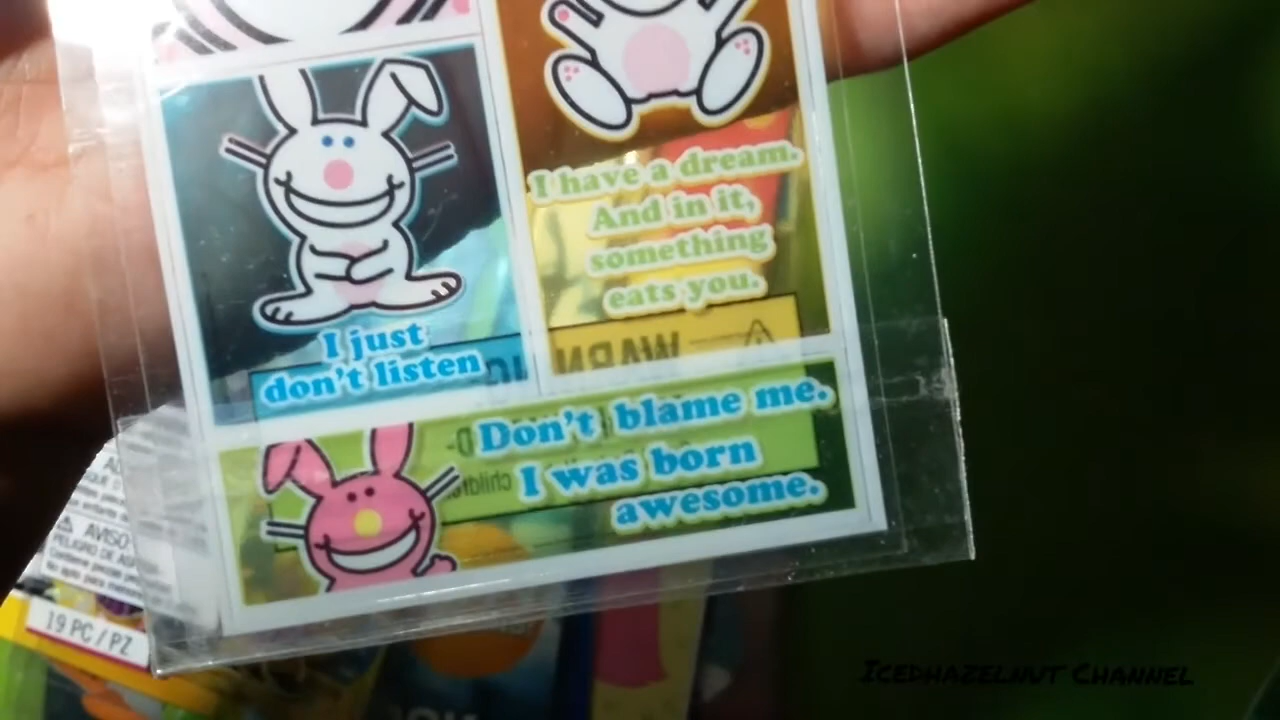 I just
don't listen
I have a dream.
And in it,
something
eats you.
WARN
Don't blame me.
I was born
awesome.
AVISO
19 PC / PZ
Icedhazelnut Channel